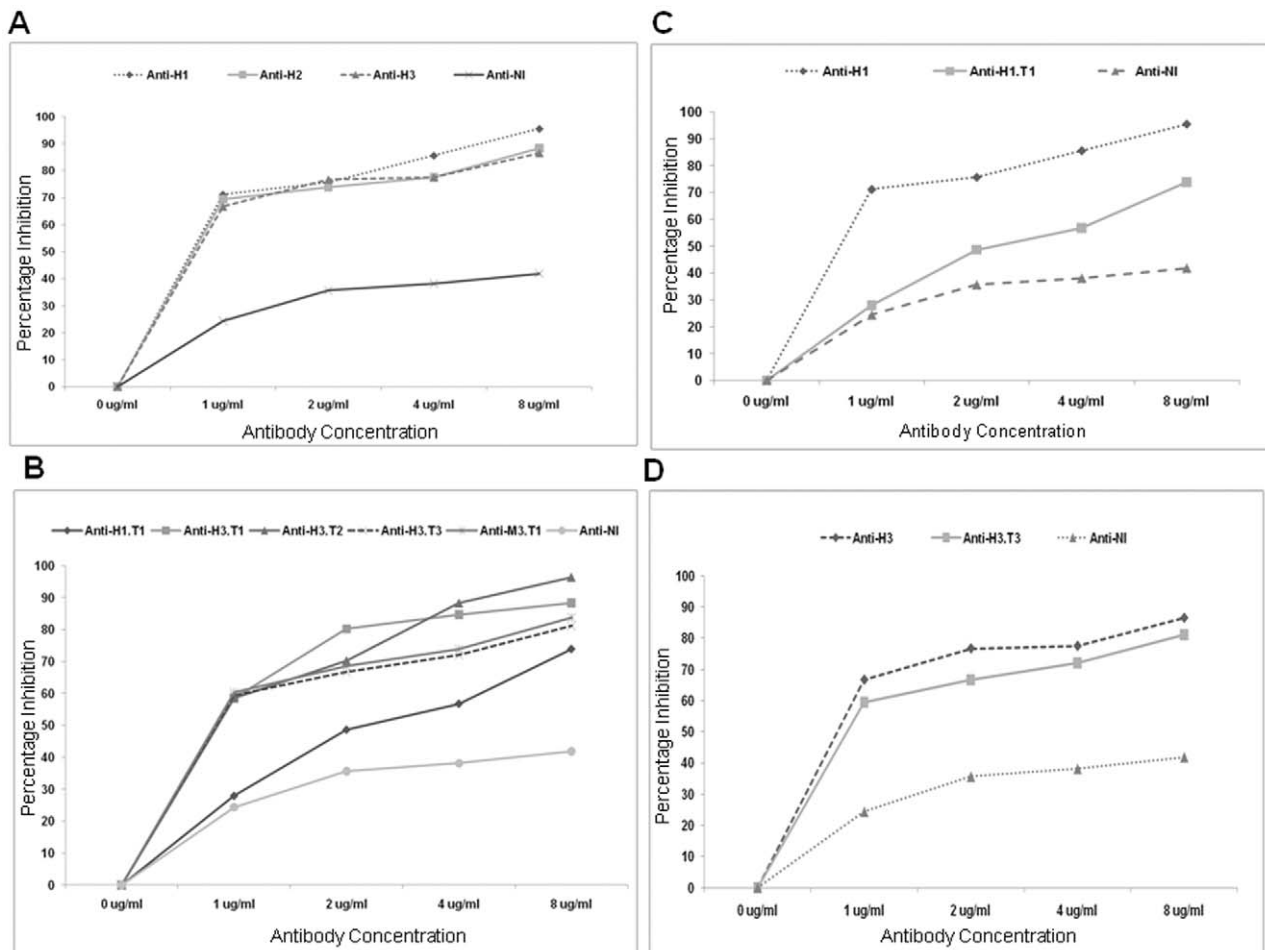 A
Anti-H1 Anti-H2 Anti-H3 Anti-NI
100
90
80
70
60
50
40
30
20
10
0
Percentage Inhibition
0 ug/ml 1 ug/ml 2 ug/ml 4 ug/ml 8 ug/ml
Antibody Concentration
B
Anti-H1.T1 Anti-H3.T1 Anti-H3.T2 Anti-H3.T3 Anti-M3.T1 Anti-NI
100
90
80
70
60
50
40
30
20
10
0
Percentage Inhibition
0 ug/ml 1 ug/ml 2 ug/ml 4 ug/ml 8 ug/ml
Antibody Concentration
C
Anti-H1 Anti-H1.T1 Anti-NI
100
90
80
70
60
50
40
30
20
10
0
Percentage Inhibition
0 ug/ml 1 ug/ml 2 ug/ml 4 ug/ml 8 ug/ml
Antibody Concentration
D
Anti-H3 Anti-H3.T3 Anti-NI
100
90
80
70
60
50
40
30
20
10
0
Percentage Inhibition
0 ug/ml 1 ug/ml 2 ug/ml 4 ug/ml 8 ug/ml
Antibody Concentration